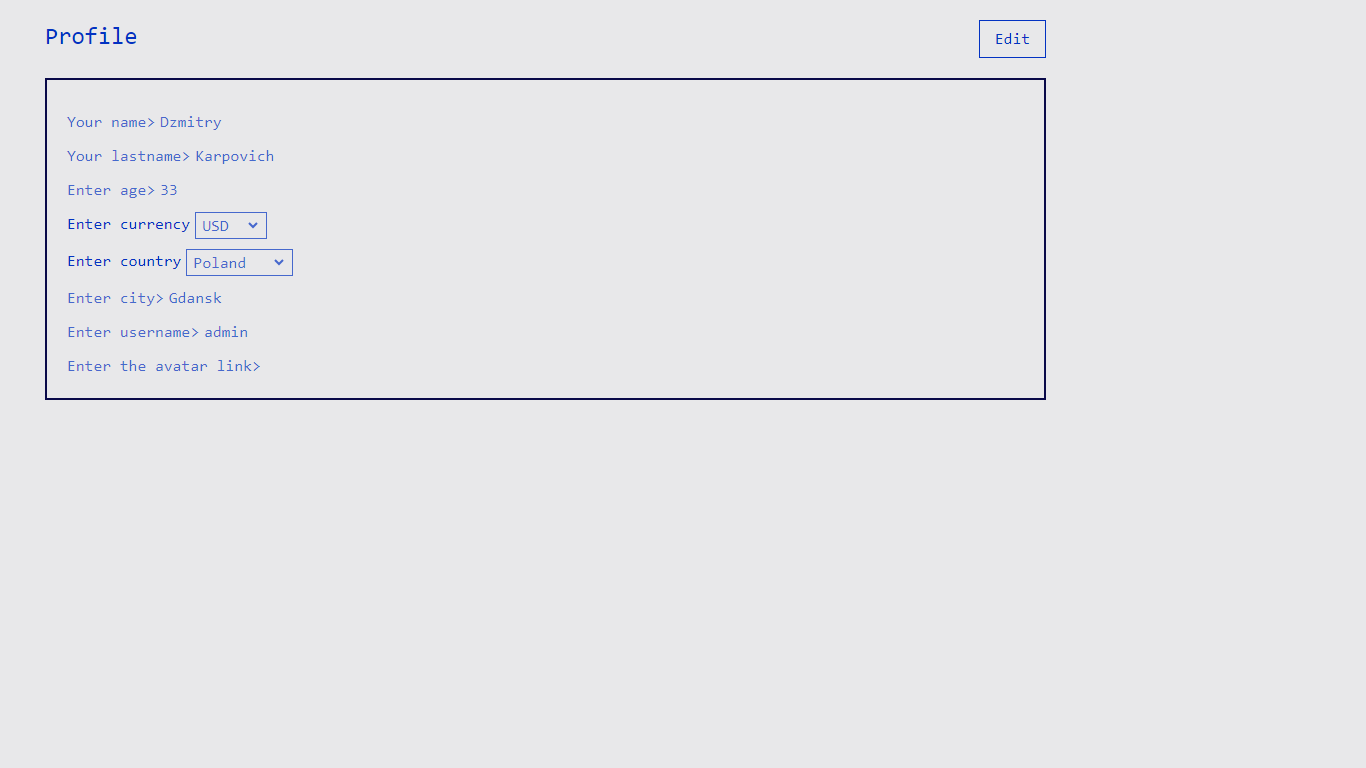 Profile
Edit
Your name> Dzmitry
Your lastname> Karpovich
Enter age> 33
Enter currency USD
Enter country Poland
Enter city> Gdansk
Enter username> admin
Enter the avatar link>